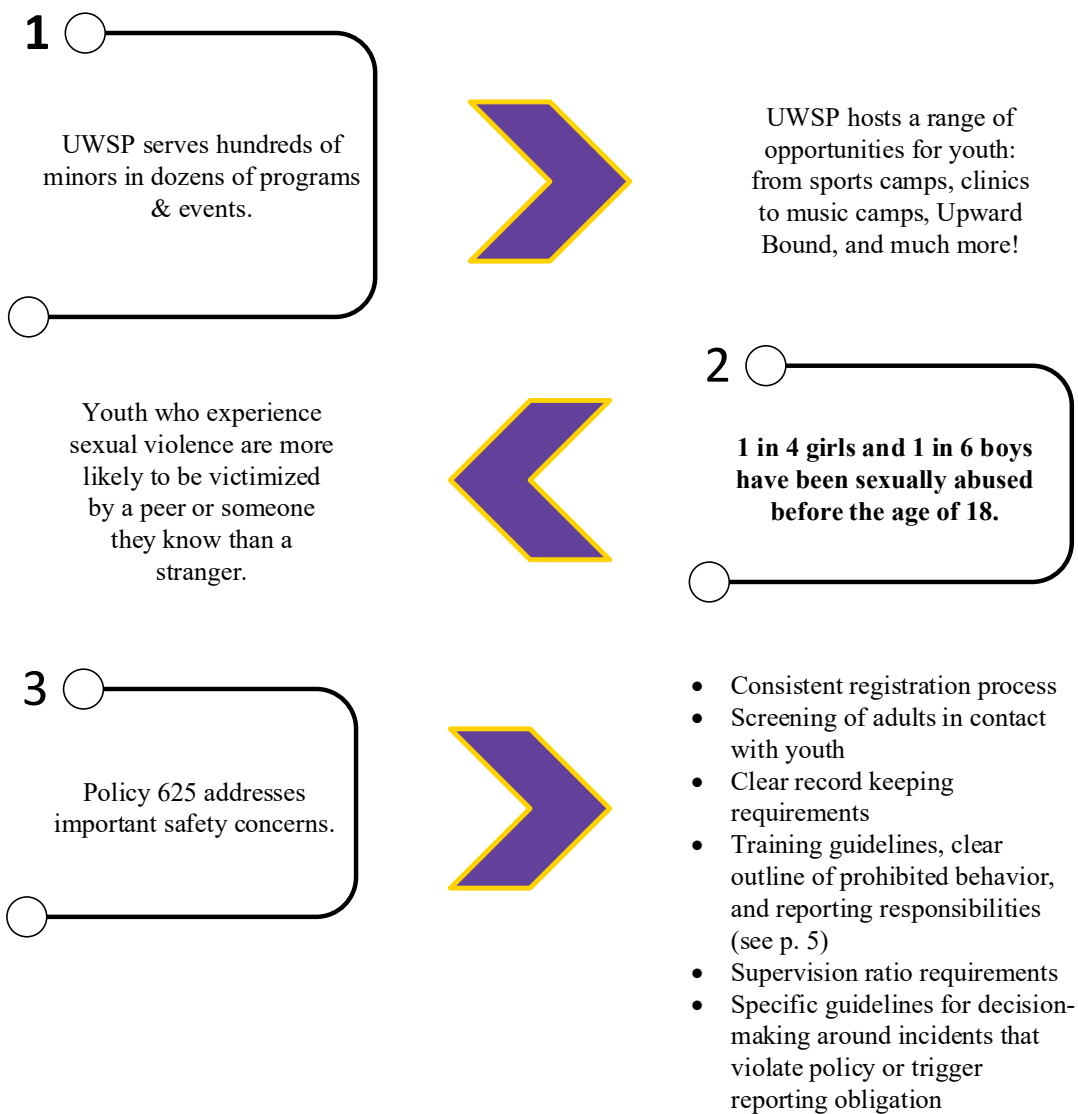 1
UWSP serves hundreds of
minors in dozens of programs
& events.
UWSP hosts a range of
opportunities for youth:
from sports camps, clinics
to music camps, Upward
Bound, and much more!
2
1 in 4 girls and 1 in 6 boys
have been sexually abused
before the age of 18.
Youth who experience
sexual violence are more
likely to be victimized
by a peer or someone
they know than a
stranger.
3
Policy 625 addresses
important safety concerns.
• Consistent registration process
• Screening of adults in contact
with youth
• Clear record keeping
requirements
• Training guidelines, clear
outline of prohibited behavior,
and reporting responsibilities
(see p. 5)
• Supervision ratio requirements
• Specific guidelines for decision-
making around incidents that
violate policy or trigger
reporting obligation